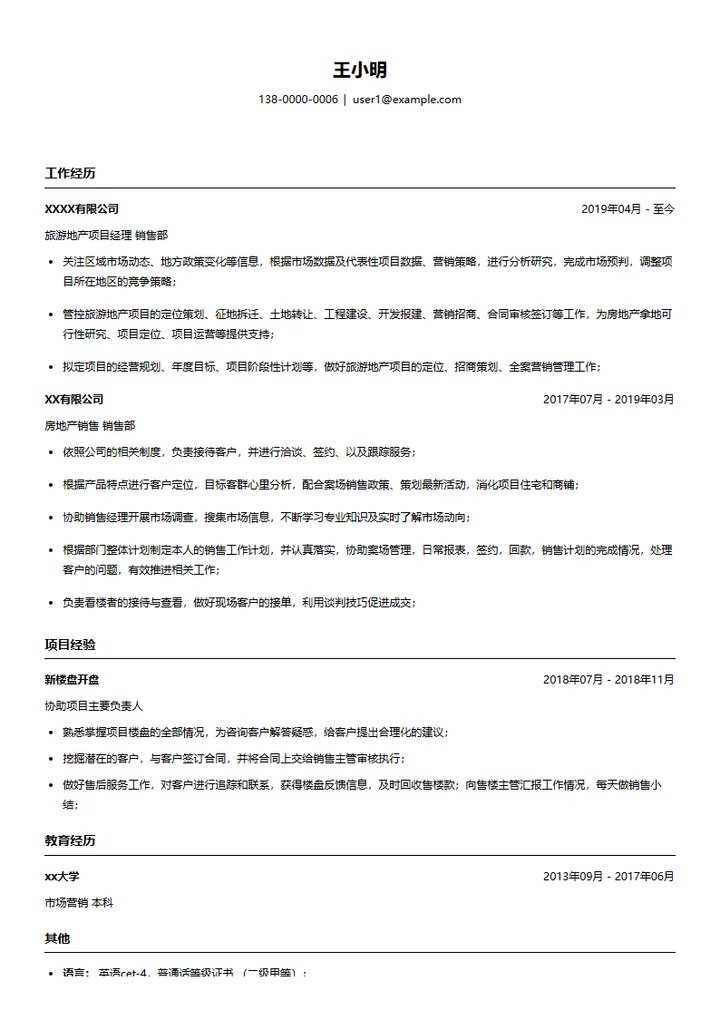 王小明
138-0000-0006 | user1@example.com
工作经历
XXXX有限公司 2019年04月 - 至今
旅游地产项目经理 销售部
• 关注区域市场动态、地方政策变化等信息，根据市场数据及代表性项目数据、营销策略，进行分析研究，完成市场预判，调整项
目所在地区的竞争策略；
• 管控旅游地产项目的定位策划、征地拆迁、土地转让、工程建设、开发报建、营销招商、合同审核签订等工作，为房地产拿地可
行性研究、项目定位、项目运营等提供支持；
• 拟定项目的经营规划、年度目标、项目阶段性计划等，做好旅游地产项目的定位、招商策划、全案营销管理工作；
XX有限公司 2017年07月 - 2019年03月
房地产销售 销售部
• 依照公司的相关制度，负责接待客户，并进行洽谈、签约、以及跟踪服务；
• 根据产品特点进行客户定位，目标客群心里分析，配合案场销售政策、策划最新活动，消化项目住宅和商铺；
• 协助销售经理开展市场调查，搜集市场信息，不断学习专业知识及实时了解市场动向；
• 根据部门整体计划制定本人的销售工作计划，并认真落实，协助案场管理，日常报表，签约，回款，销售计划的完成情况，处理
客户的问题，有效推进相关工作；
• 负责看楼者的接待与查看，做好现场客户的接单，利用谈判技巧促进成交；
项目经验
新楼盘开盘 2018年07月 - 2018年11月
协助项目主要负责人
• 熟悉掌握项目楼盘的全部情况，为咨询客户解答疑惑，给客户提出合理化的建议；
• 挖掘潜在的客户，与客户签订合同，并将合同上交给销售主管审核执行；
• 做好售后服务工作，对客户进行追踪和联系，获得楼盘反馈信息，及时回收售楼款；向售楼主管汇报工作情况，每天做销售小
结；
教育经历
xx大学 2013年09月 - 2017年06月
市场营销 本科
其他
• 语言： 英语cet-4，普通话等级证书 （二级甲等）；